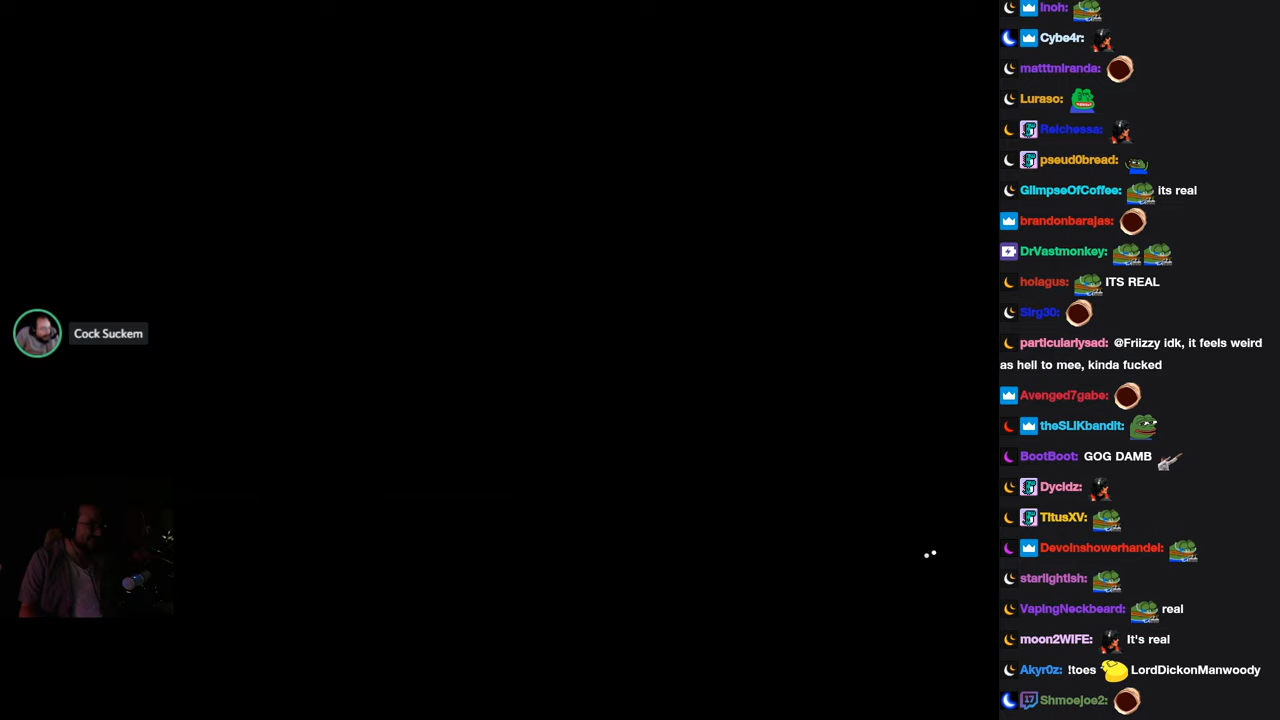 Inoh:
Cybe4r:
matttmiranda:
Luraso:
Reichessa:
pseud0bread:
GlimpseOfCoffee: its real
brandonbarajas:
DrVastmonkey:
holagus: ITS REAL
Sirg30:
particularlysad: @Friizzy idk, it feels weird
as hell to mee, kinda fucked
Cock Suckem
Avenged7gabe:
theSLIKbandit:
BootBoot: GOG DAMB
Dycidz:
TitusXV:
Devoinshowerhandel:
starlightish:
VapingNeckbeard: real
moon2WIFE: It's real
Akyr0z: !toes LordDickonManwoody
17 Shmoejoe2: